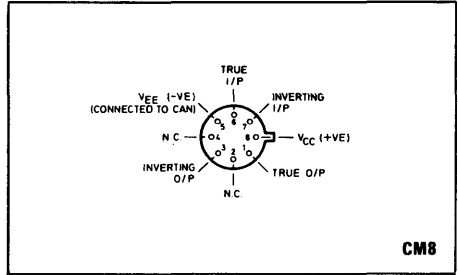 TRUE
I/P
VEE (-VE)
(CONNECTED TO CAN)
INVERTING
I/P
6
5
7
N.C.
4
8
VCC (+VE)
3
2
1
INVERTING
O/P
TRUE O/P
N.C.
CM8